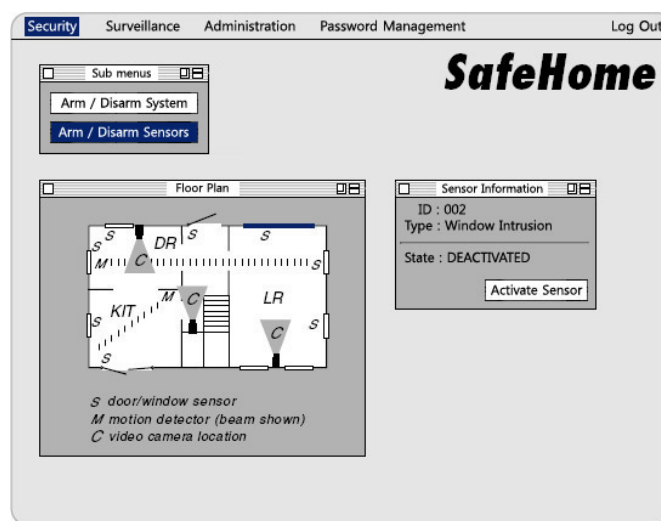 Security Surveillance Administration Password Management Log Out
SafeHome
Sub menus
Arm / Disarm System
Arm / Disarm Sensors
Floor Plan
S DR S S
S
M C S
LR
M C
KIT
S C S
S
S door/window sensor
M motion detector (beam shown)
C video camera location
Sensor Information
ID : 002
Type : Window Intrusion
State : DEACTIVATED
Activate Sensor